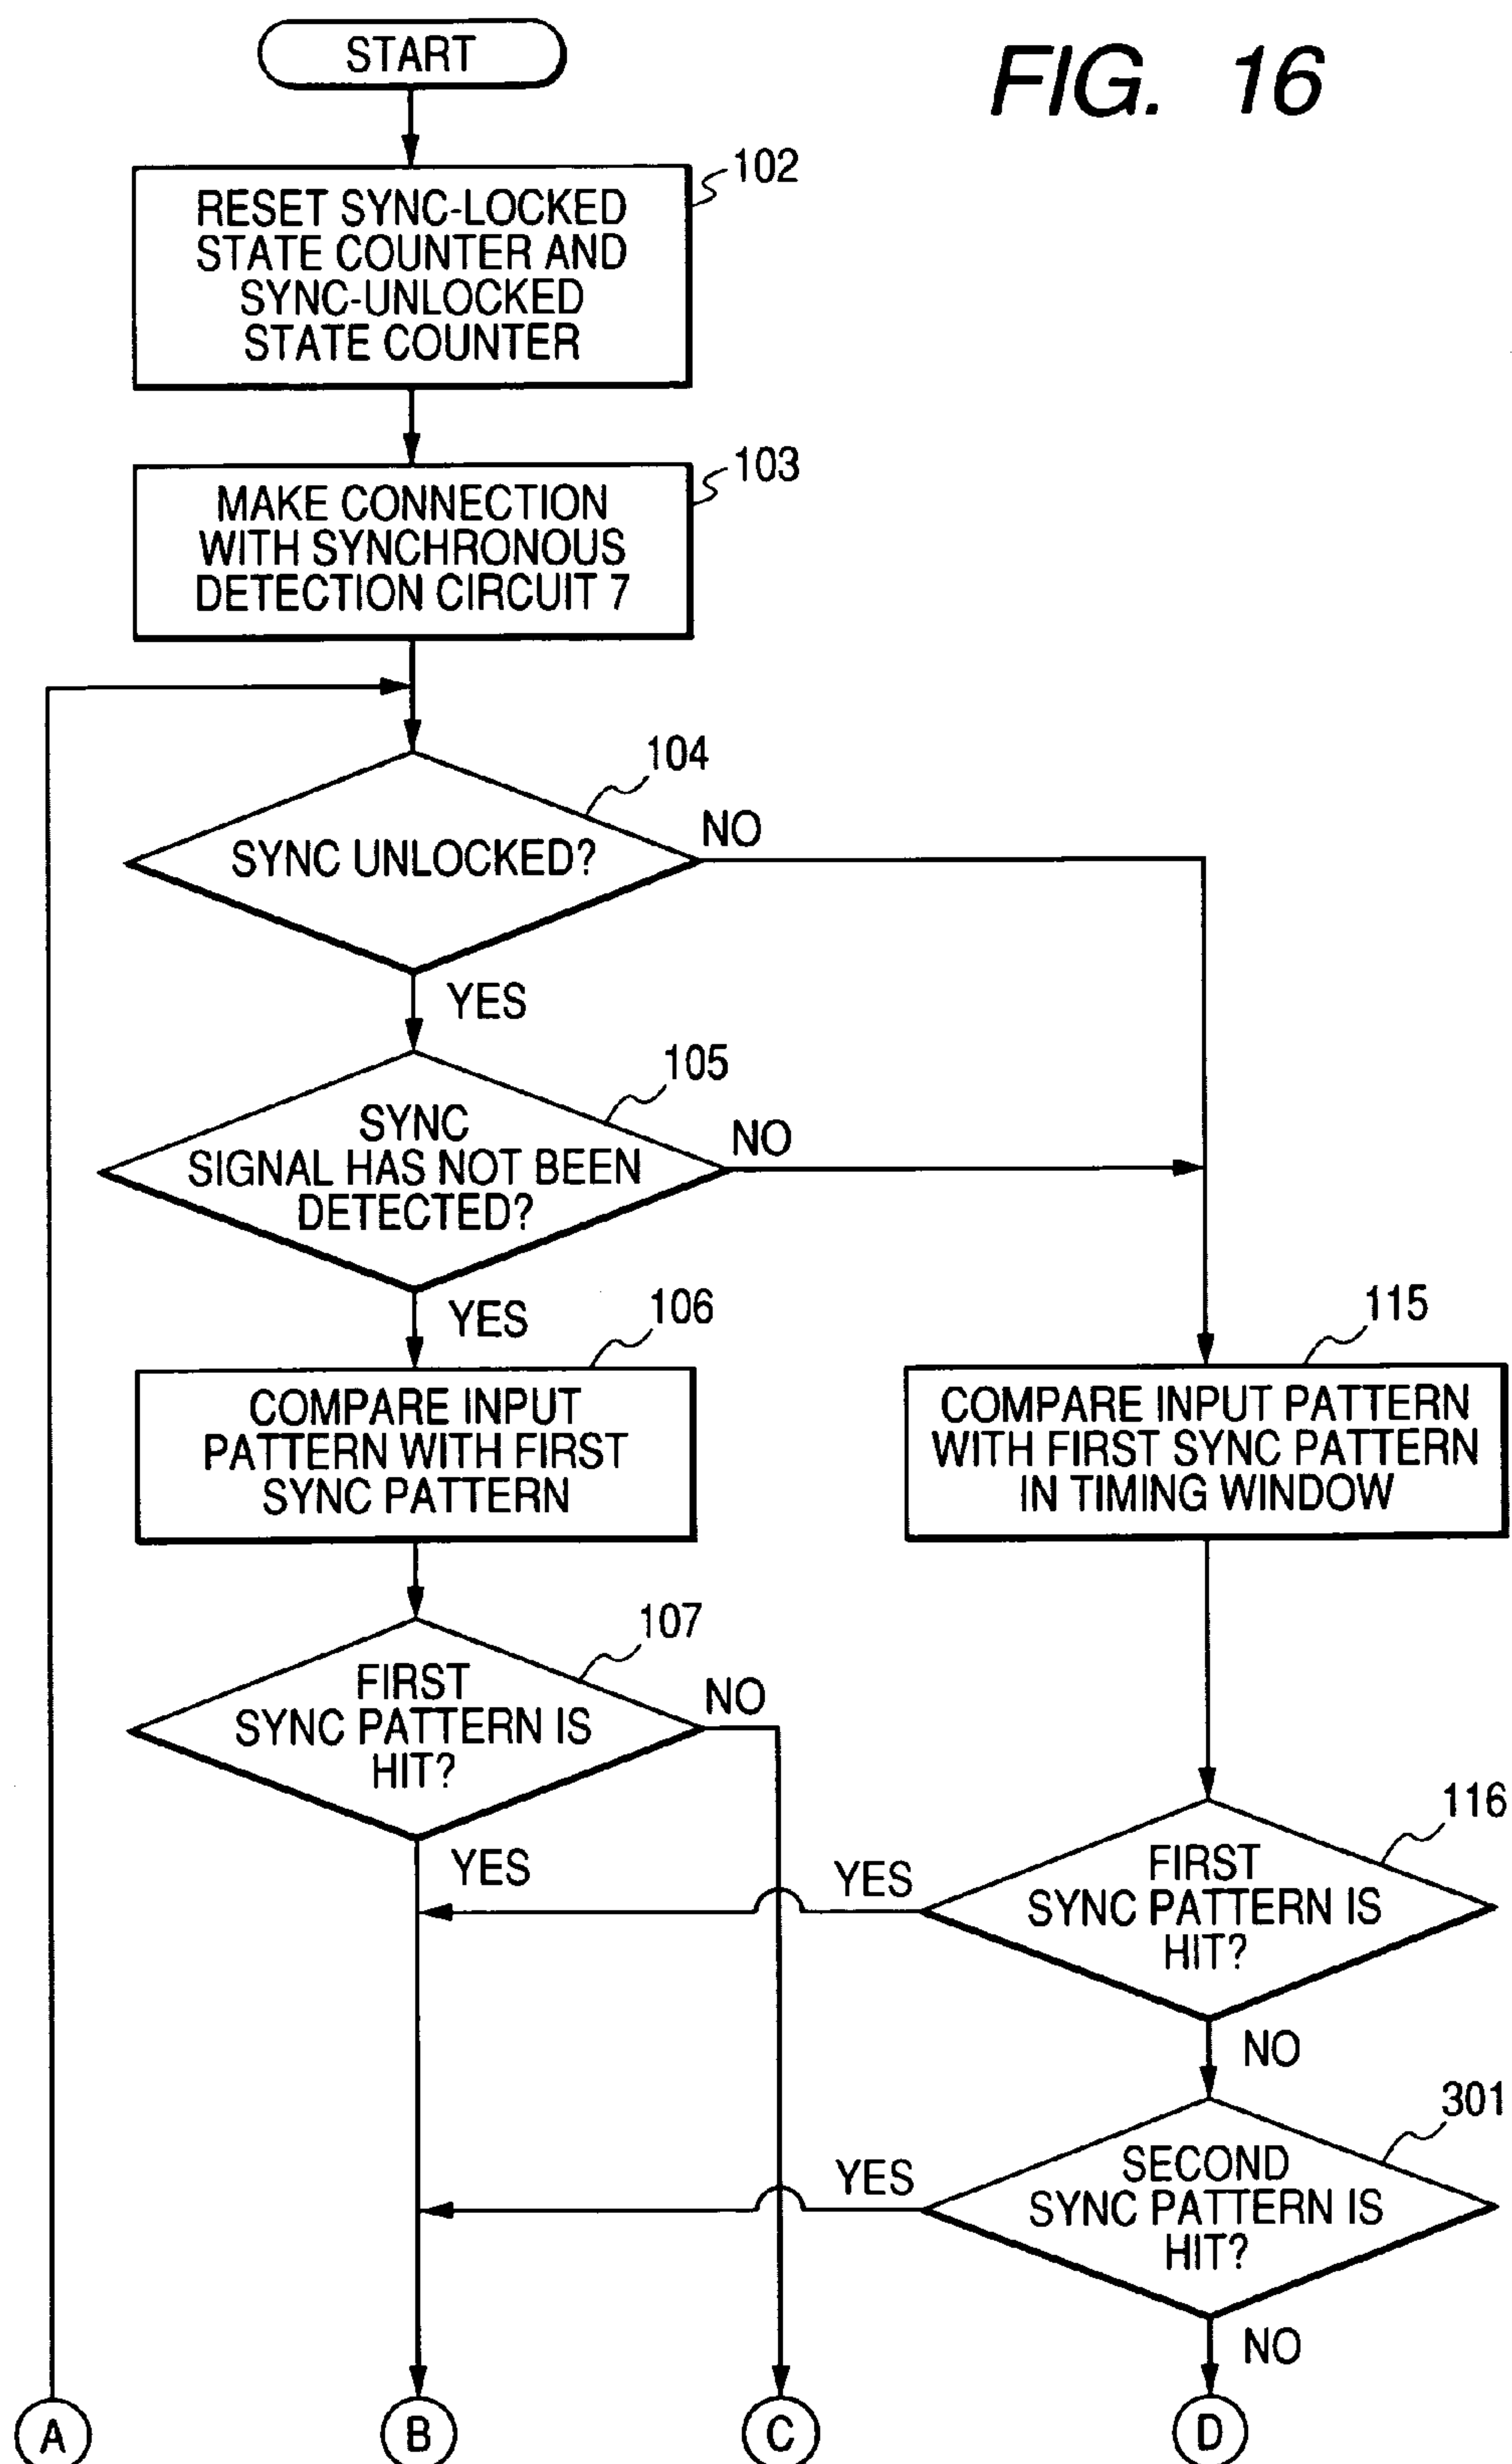 START
FIG. 16
102
RESET SYNC-LOCKED
STATE COUNTER AND
SYNC-UNLOCKED
STATE COUNTER
103
MAKE CONNECTION
WITH SYNCHRONOUS
DETECTION CIRCUIT 7
104
SYNC UNLOCKED?
NO
YES
105
SYNC
SIGNAL HAS NOT BEEN
DETECTED?
NO
YES
106
COMPARE INPUT
PATTERN WITH FIRST
SYNC PATTERN
115
COMPARE INPUT PATTERN
WITH FIRST SYNC PATTERN
IN TIMING WINDOW
107
FIRST
SYNC PATTERN IS
HIT?
NO
YES
116
FIRST
SYNC PATTERN IS
HIT?
YES
NO
301
SECOND
SYNC PATTERN IS
HIT?
YES
NO
A
B
C
D